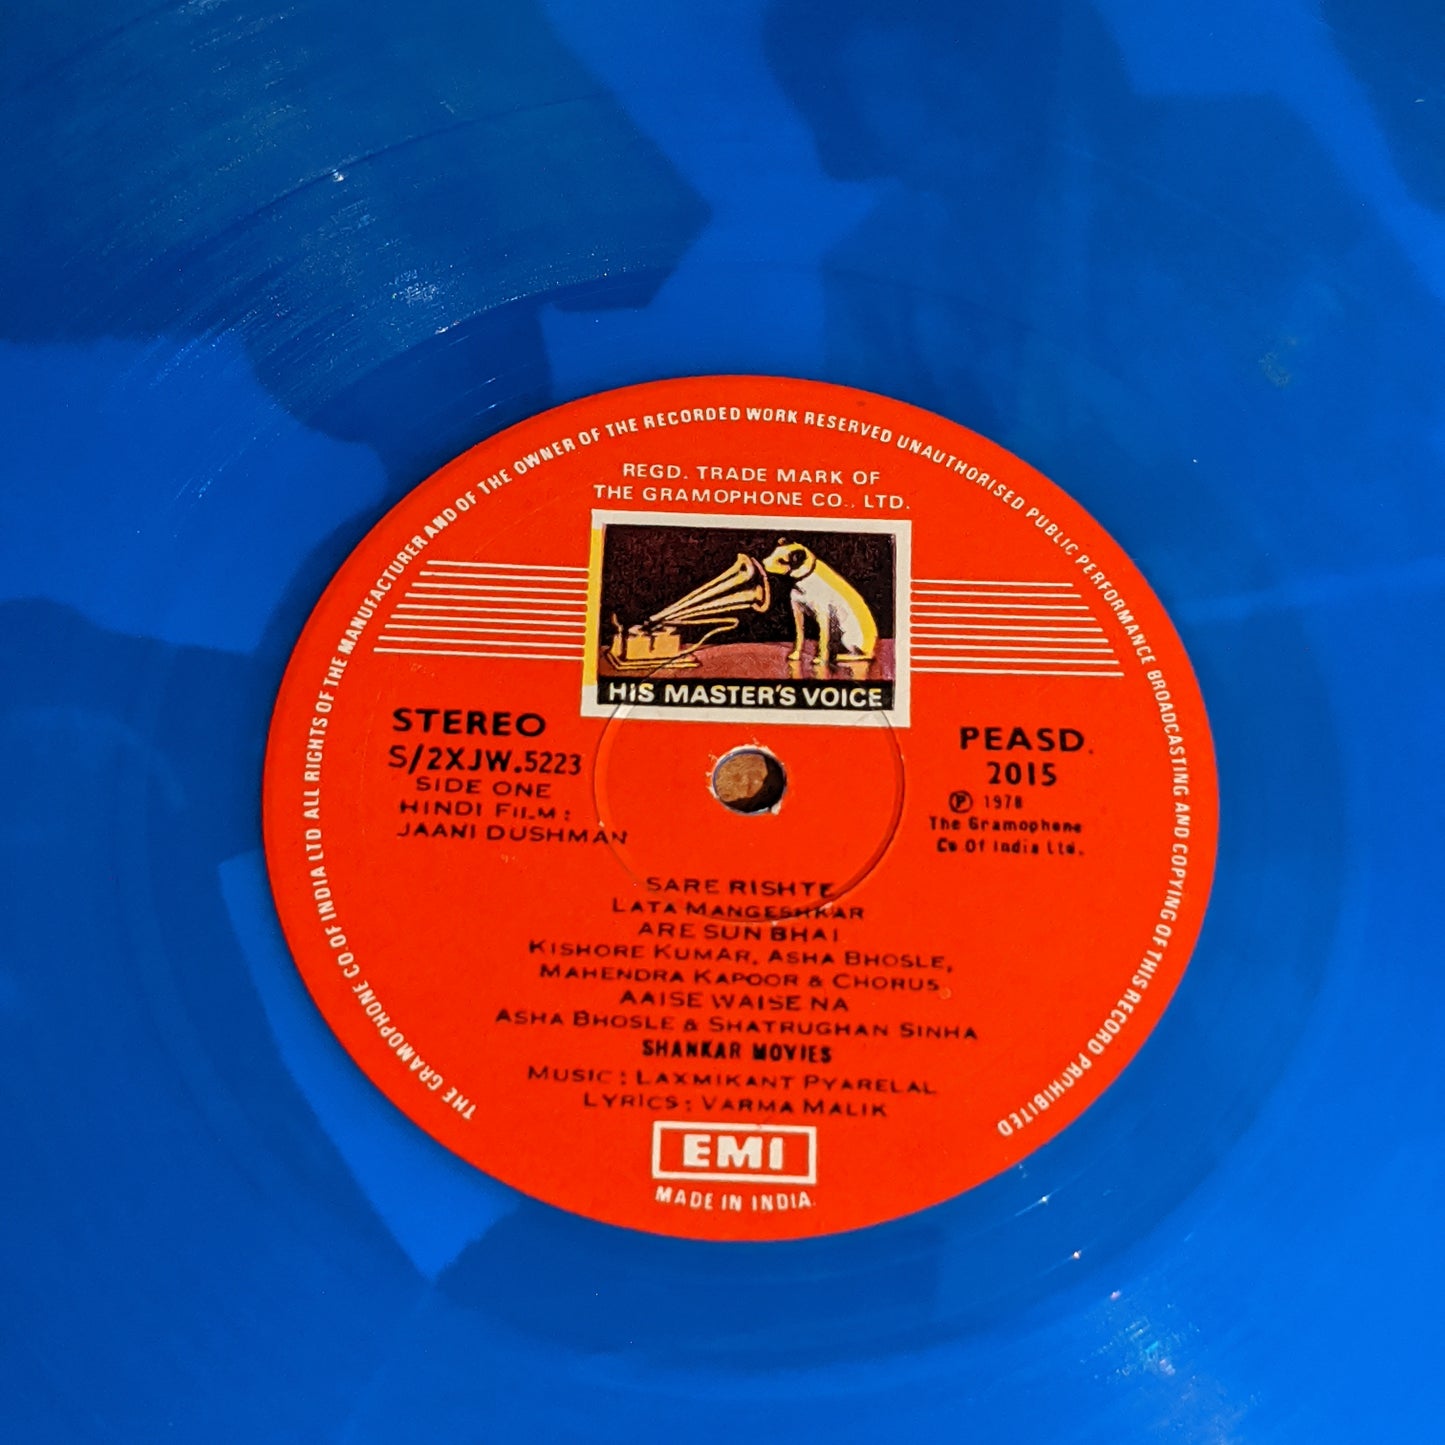 THE GRAMOPHONE CO. OF INDIA LTD ALL RIGHTS OF THE MANUFACTURER AND OF THE OWNER OF THE RECORDED WORK RESERVED UNAUTHORISED PUBLIC PERFORMANCE BROADCASTING AND COPYING OF THIS RECORD PROHIBITED
REGD. TRADE MARK OF
THE GRAMOPHONE CO., LTD.
HIS MASTER'S VOICE
STEREO
S/2XJW.5223
SIDE ONE
HINDI FILM:
JAANI DUSHMAN
PEASD.
2015
Ⓟ 1978
The Gramophone
Co Of India Ltd.
SARE RISHTE
LATA MANGESHKAR
ARE SUN BHAI
KISHORE KUMAR, ASHA BHOSLE,
MAHENDRA KAPOOR & CHORUS
AAISE WAISE NA
ASHA BHOSLE & SHATRUGHAN SINHA
SHANKAR MOVIES
MUSIC: LAXMIKANT PYARELAL
LYRICS: VARMA MALIK
EMI
MADE IN INDIA